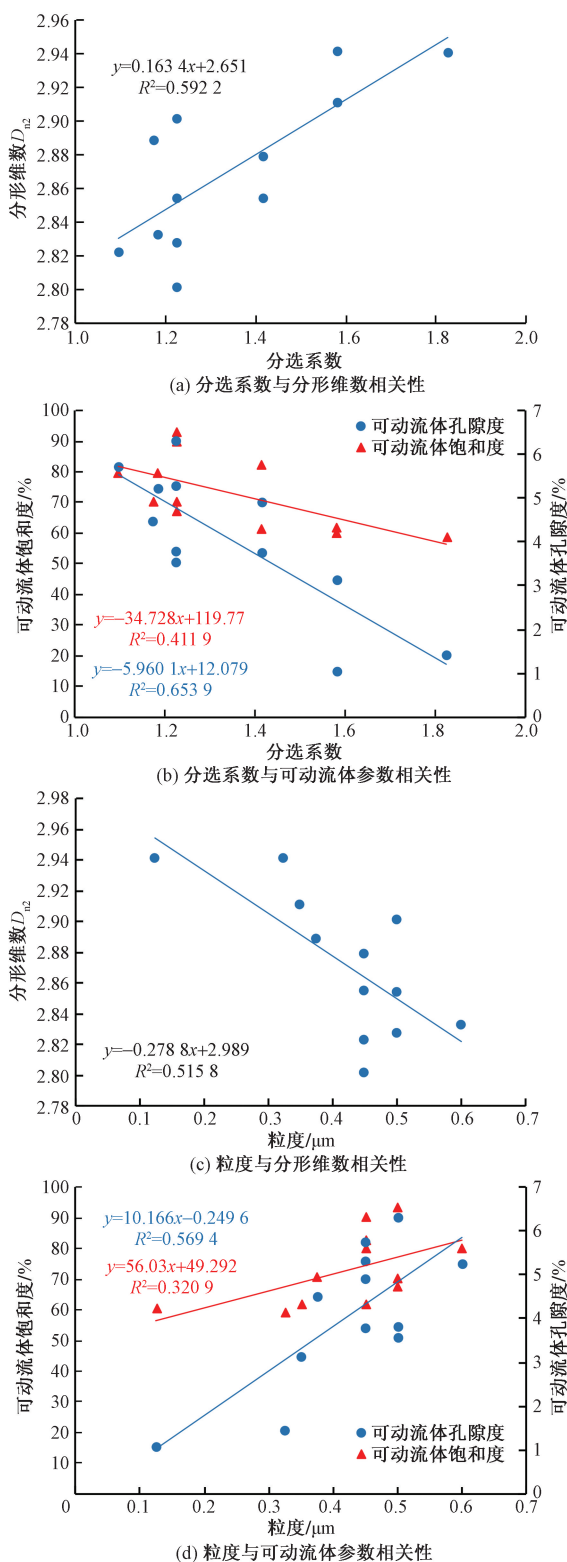 2.96
2.94
2.90
2.88
2.86
2.84
2.82
2.80
2.78
分形维数Dn2
y=0.163 4x+2.651
R²=0.592 2
1.0 1.2 1.4 1.6 1.8 2.0
分选系数
(a) 分选系数与分形维数相关性
100
90
80
70
60
50
40
30
20
10
0
可动流体饱和度/%
可动流体孔隙度
可动流体饱和度
y=−34.728x+119.77
R²=0.411 9
y=−5.960 1x+12.079
R²=0.653 9
7
6
5
4
3
2
1
0
可动流体孔隙度/%
1.0 1.2 1.4 1.6 1.8 2.0
分选系数
(b) 分选系数与可动流体参数相关性
2.98
2.96
2.94
2.92
2.90
2.88
2.86
2.84
2.82
2.80
2.78
分形维数Dn2
y=−0.278 8x+2.989
R²=0.515 8
0 0.1 0.2 0.3 0.4 0.5 0.6 0.7
粒度/μm
(c) 粒度与分形维数相关性
100
90
80
70
60
50
40
30
20
10
可动流体饱和度/%
y=10.166x−0.249 6
R²=0.569 4
y=56.03x+49.292
R²=0.320 9
可动流体孔隙度
可动流体饱和度
7
6
5
4
3
2
1
0
可动流体孔隙度/%
0 0.1 0.2 0.3 0.4 0.5 0.6 0.7
粒度/μm
(d) 粒度与可动流体参数相关性